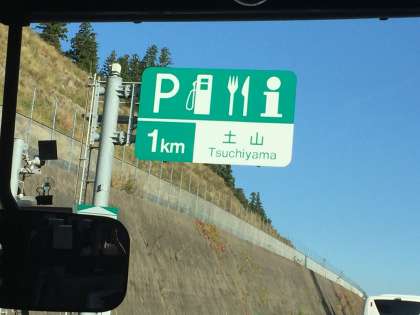 P i
1km
土山
Tsuchiyama